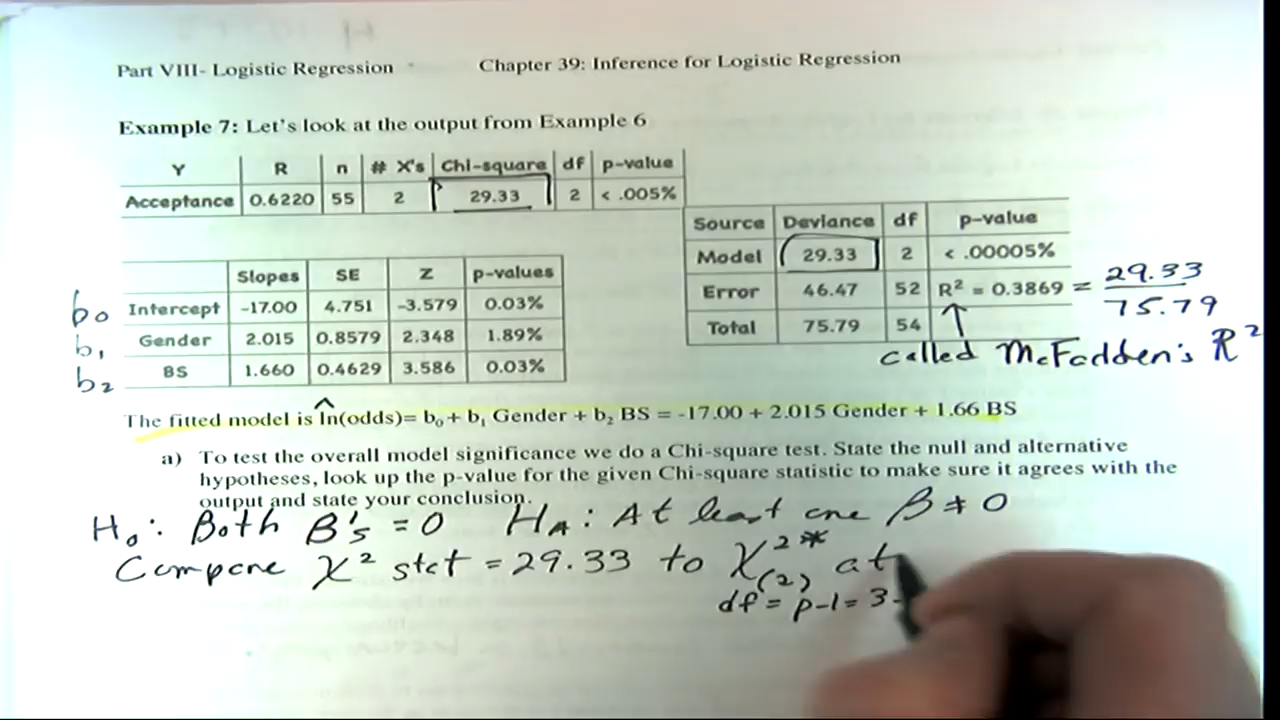 Part VIII- Logistic Regression Chapter 39: Inference for Logistic Regression
Example 7: Let's look at the output from Example 6
Y R n # X's Chi-square df p-value
Acceptance 0.6220 55 2 29.33 2 < .005%
Source Deviance df p-value
Model 29.33 2 < .00005%
Error 46.47 52 R² = 0.3869 = 29.33 / 75.79
Total 75.79 54
called McFadden's R²
Slopes SE Z p-values
b₀ Intercept -17.00 4.751 -3.579 0.03%
b₁ Gender 2.015 0.8579 2.348 1.89%
b₂ BS 1.660 0.4629 3.586 0.03%
The fitted model is l̂n(odds)= b₀ + b₁ Gender + b₂ BS = -17.00 + 2.015 Gender + 1.66 BS
a) To test the overall model significance we do a Chi-square test. State the null and alternative
hypotheses, look up the p-value for the given Chi-square statistic to make sure it agrees with the
output and state your conclusion.
H₀: Both β's = 0 H_A: At least one β ≠ 0
Compare χ² stat = 29.33 to χ²*₍₂₎ at
df = p-1 = 3-